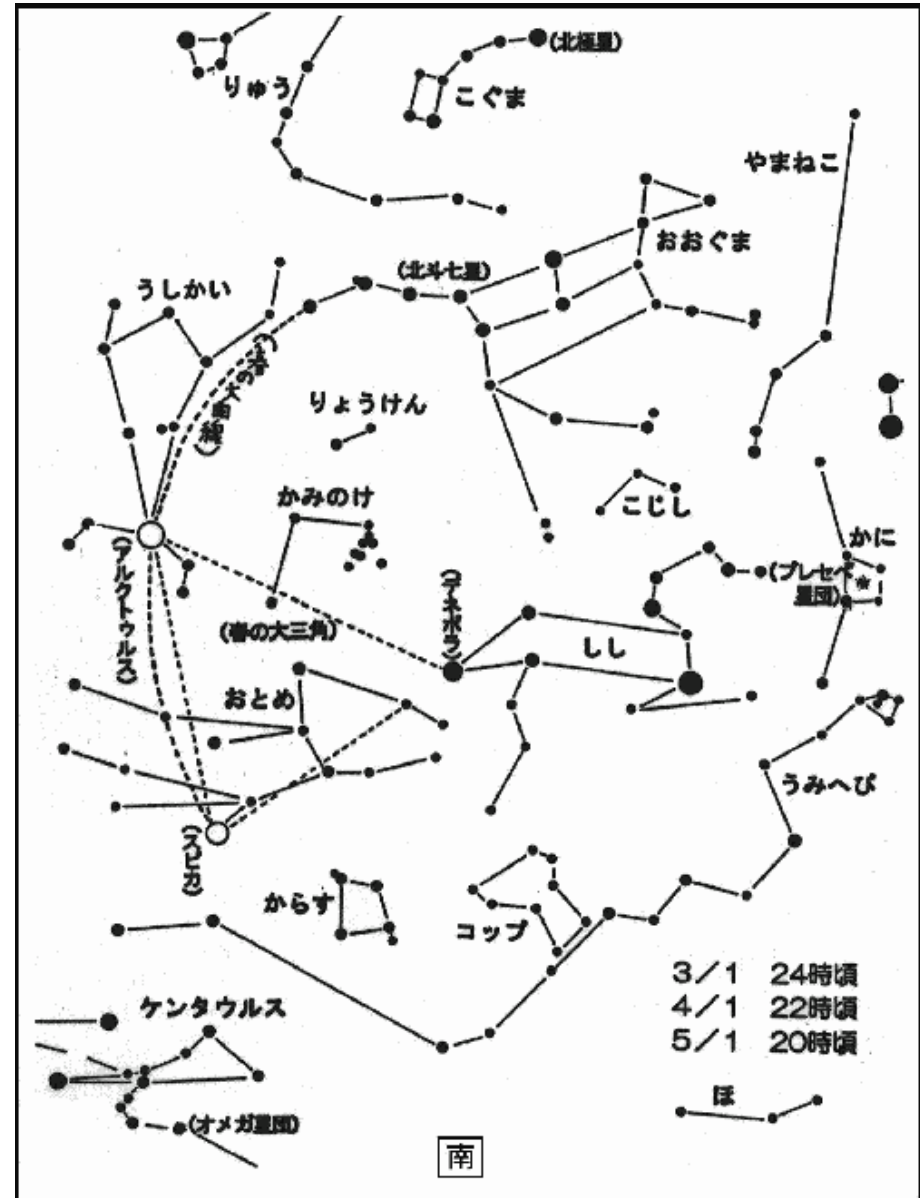 (北極星)
りゅう
こぐま
やまねこ
おおぐま
(北斗七星)
うしかい
(春の大曲線)
りょうけん
かみのけ
こじし
かに
(プレセペ
星団)
(アルクトゥルス)
(デネボラ)
(春の大三角)
しし
おとめ
うみへび
(スピカ)
からす
コップ
3/1 24時頃
4/1 22時頃
5/1 20時頃
ケンタウルス
ほ
(オメガ星団)
南